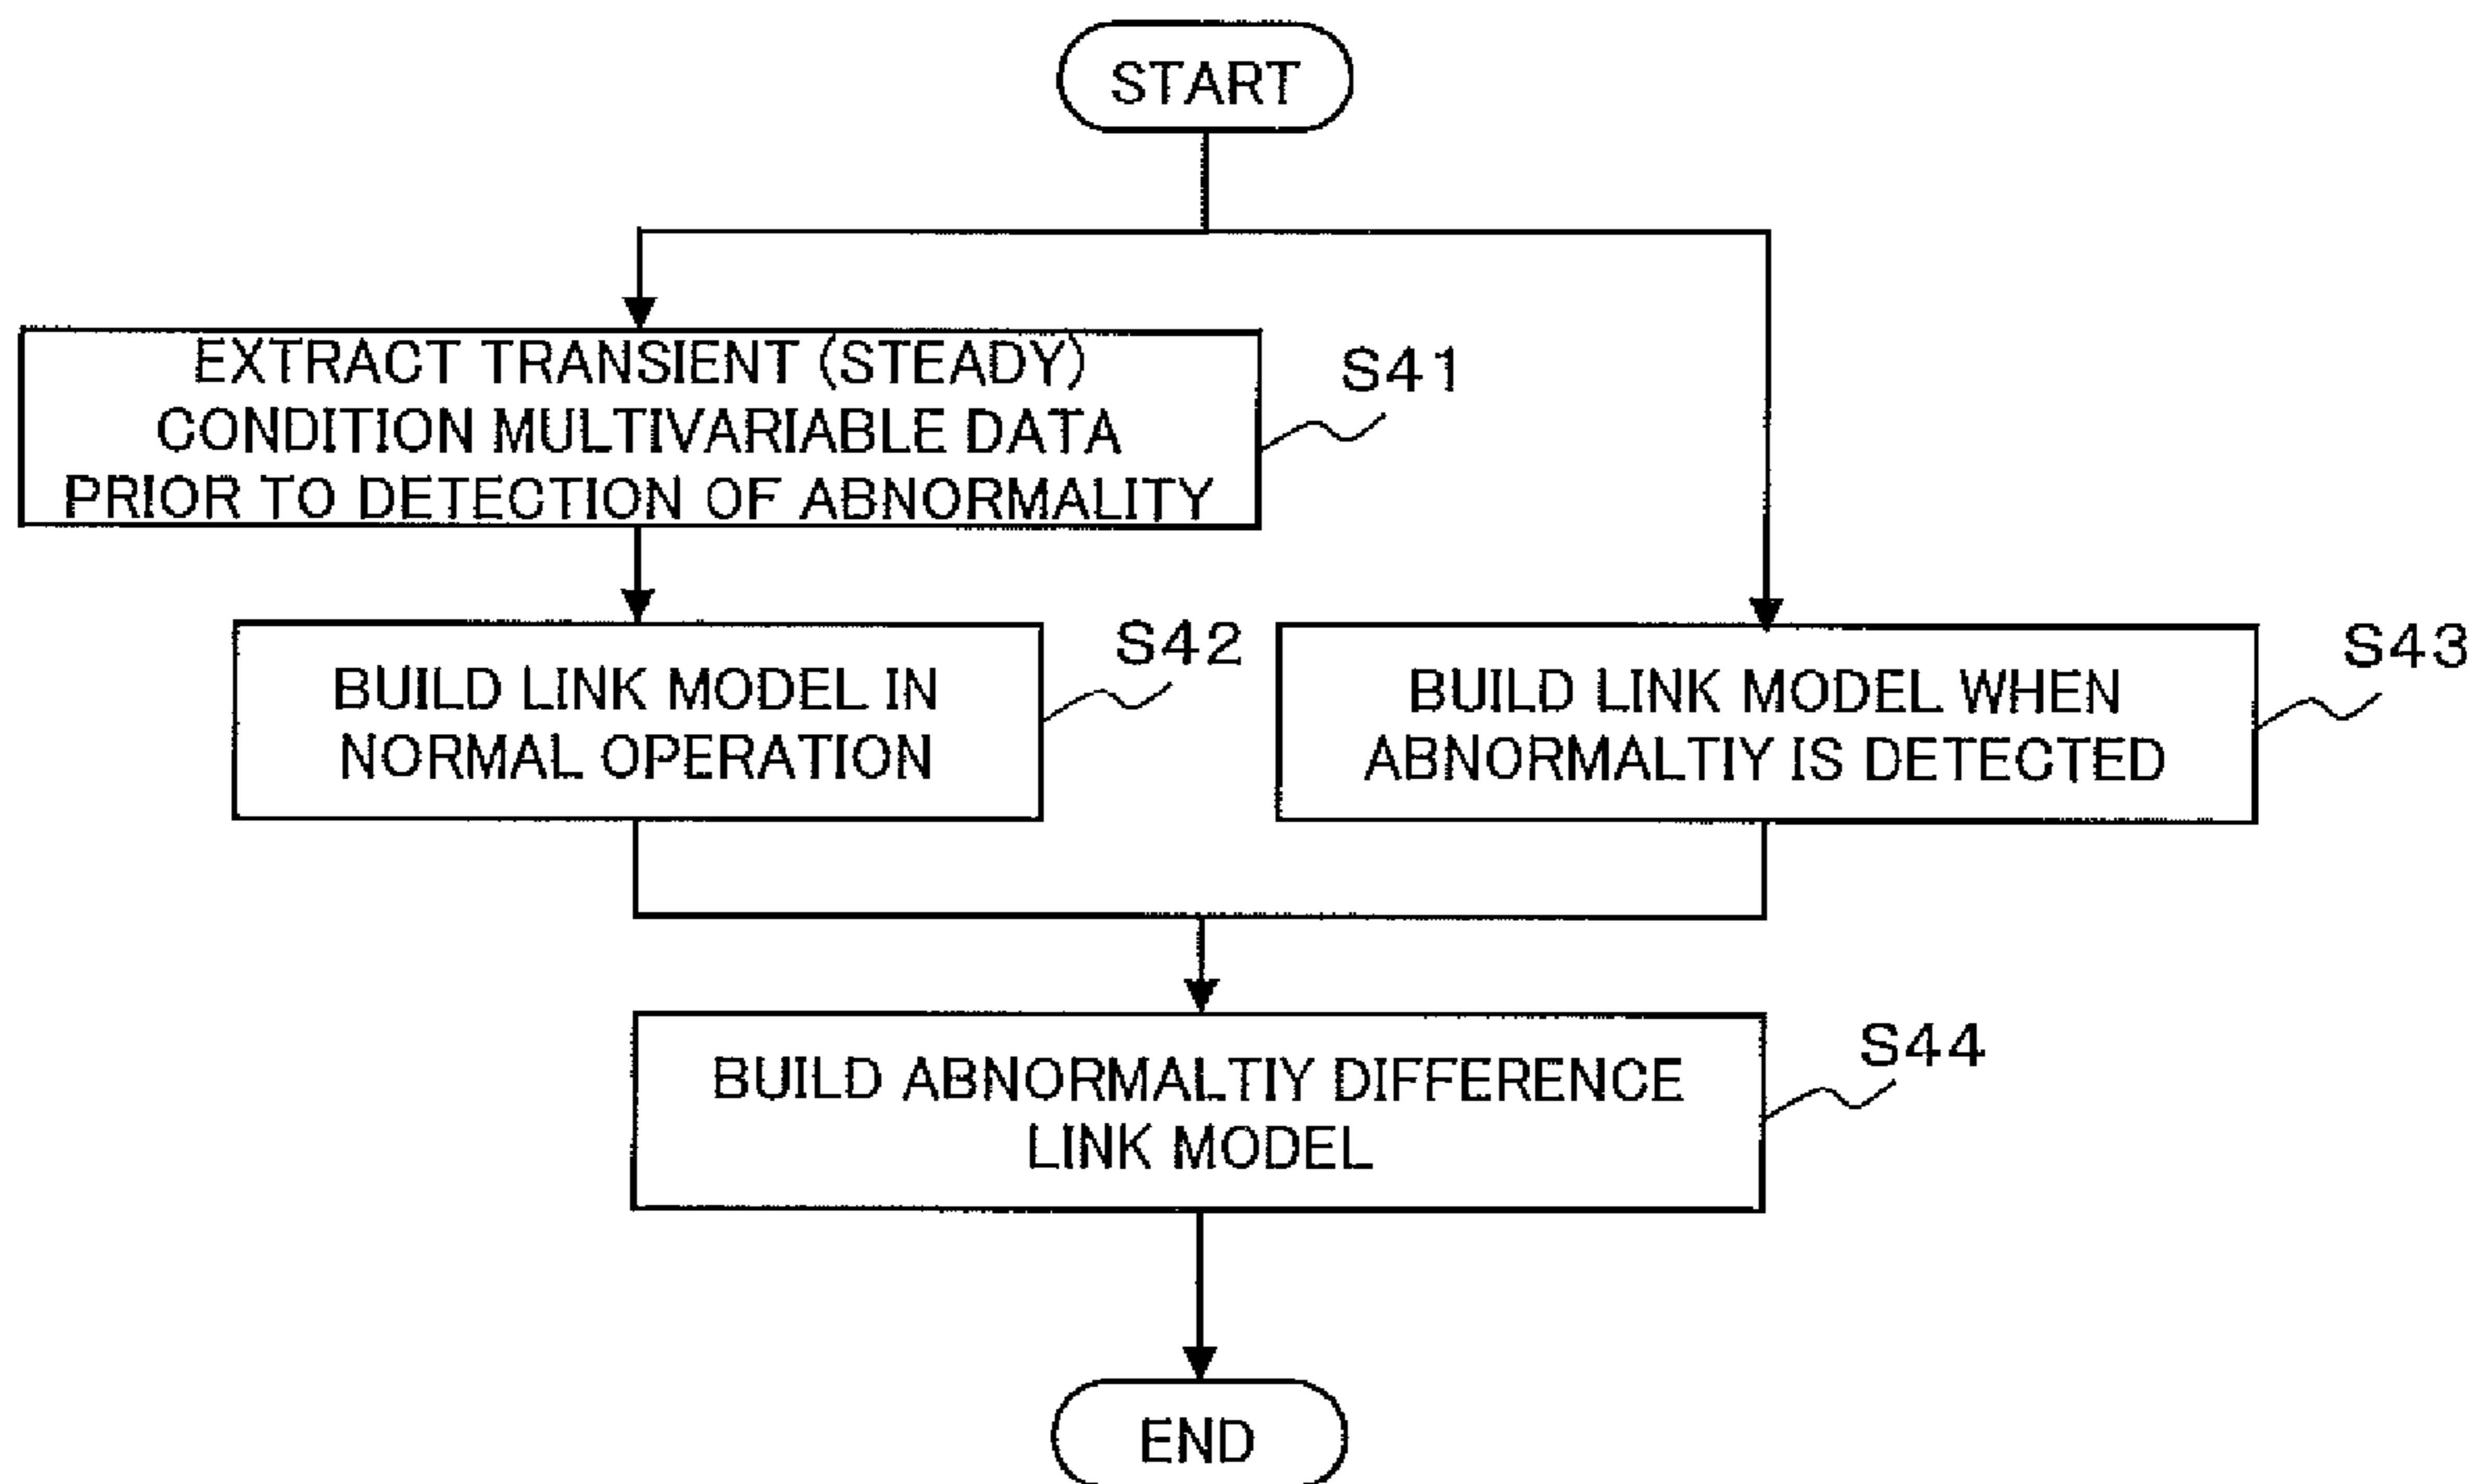 START
EXTRACT TRANSIENT (STEADY)
CONDITION MULTIVARIABLE DATA
PRIOR TO DETECTION OF ABNORMALITY
S41
BUILD LINK MODEL IN
NORMAL OPERATION
S42
BUILD LINK MODEL WHEN
ABNORMALTIY IS DETECTED
S43
BUILD ABNORMALTIY DIFFERENCE
LINK MODEL
S44
END